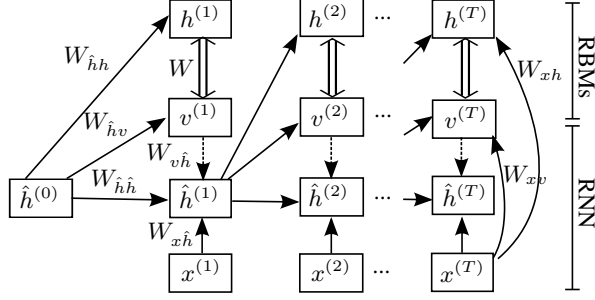 h^(1) h^(2) ... h^(T)
W_ĥh W W_xh RBMs
v^(1) v^(2) ... v^(T)
W_ĥv W_vĥ W_xv
W_ĥĥ
ĥ^(0) ĥ^(1) ĥ^(2) ... ĥ^(T) RNN
W_xĥ
x^(1) x^(2) ... x^(T)